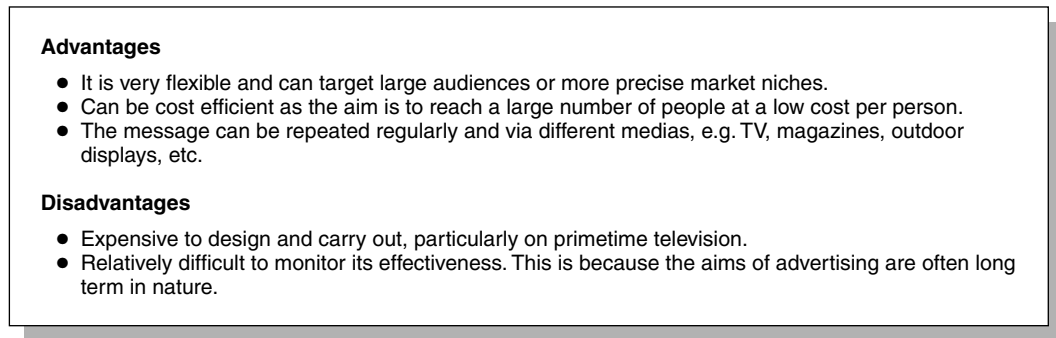 Advantages
● It is very flexible and can target large audiences or more precise market niches.
● Can be cost efficient as the aim is to reach a large number of people at a low cost per person.
● The message can be repeated regularly and via different medias, e.g. TV, magazines, outdoor
displays, etc.
Disadvantages
● Expensive to design and carry out, particularly on primetime television.
● Relatively difficult to monitor its effectiveness. This is because the aims of advertising are often long
term in nature.